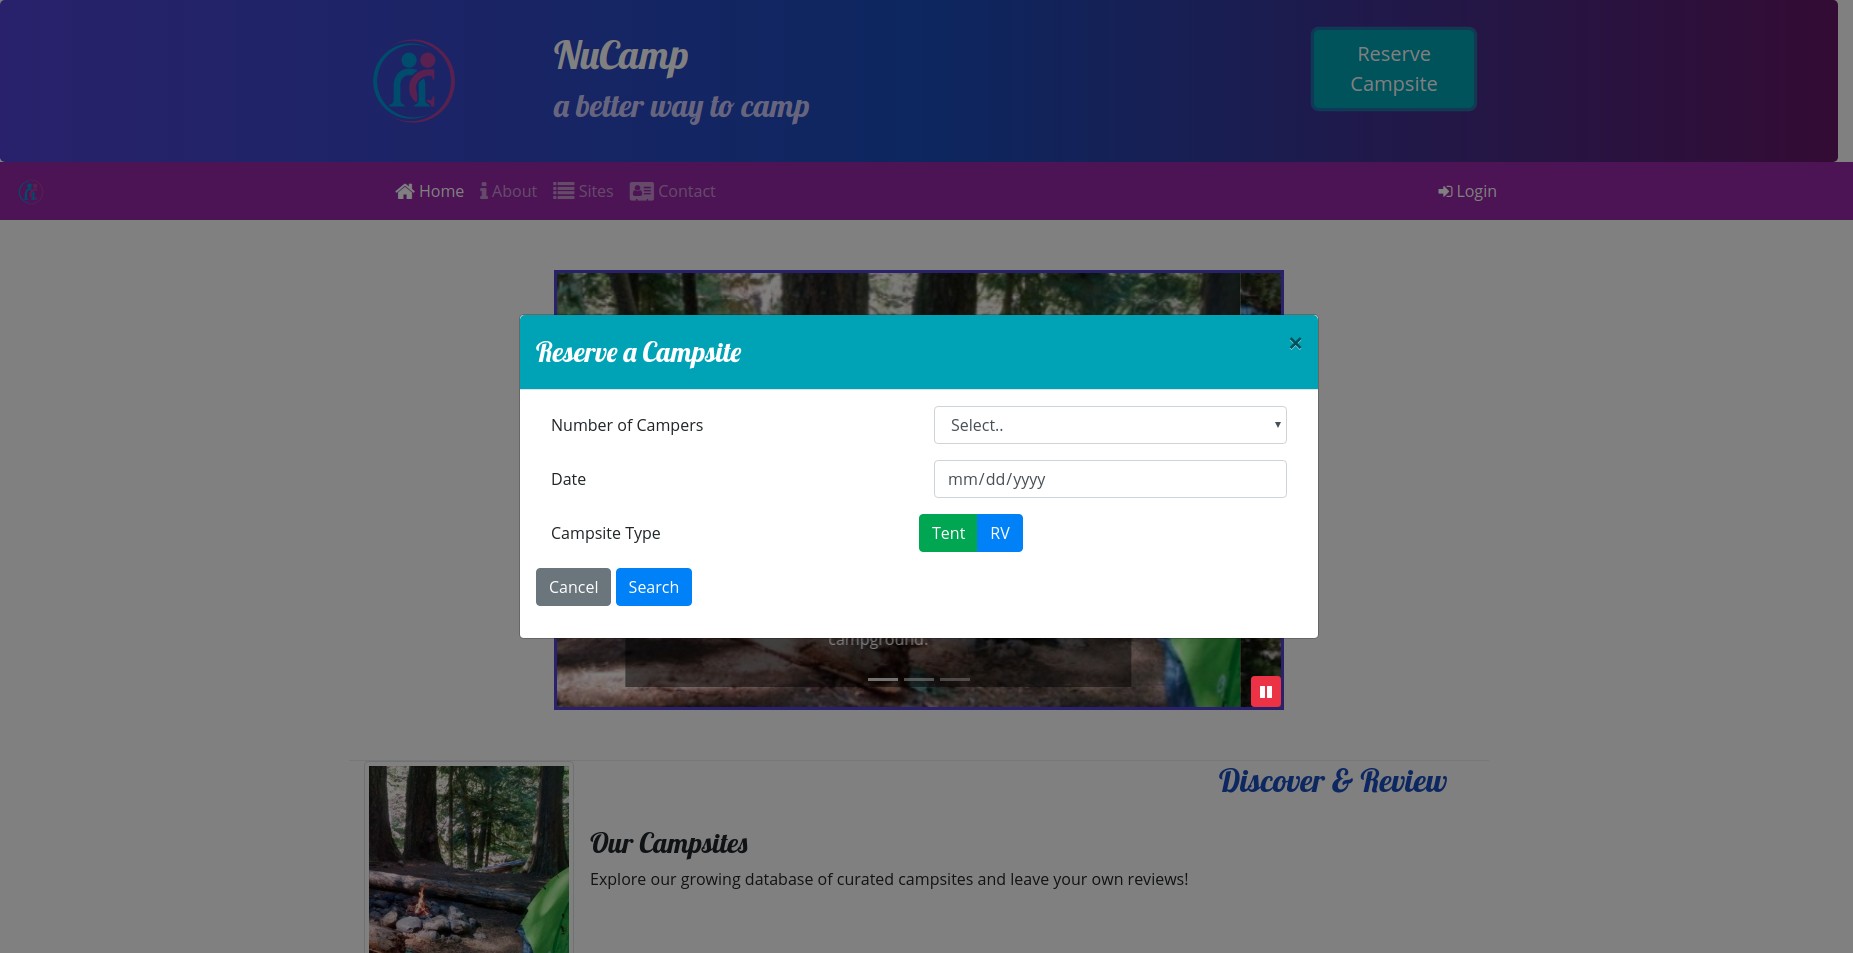 NuCamp
a better way to camp
Reserve
Campsite
Home
About
Sites
Contact
Login
Reserve a Campsite
×
Number of Campers
Select..
Date
mm/dd/yyyy
Campsite Type
Tent
RV
Cancel
Search
campground.
Discover & Review
Our Campsites
Explore our growing database of curated campsites and leave your own reviews!